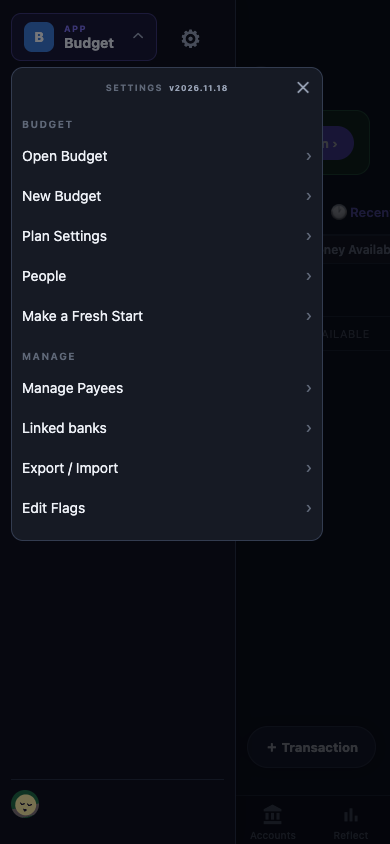 B
APP
Budget
SETTINGS v2026.11.18
BUDGET
Open Budget
New Budget
Plan Settings
People
Make a Fresh Start
MANAGE
Manage Payees
Linked banks
Export / Import
Edit Flags
Recen
ney Availab
AILABLE
+ Transaction
Accounts
Reflect